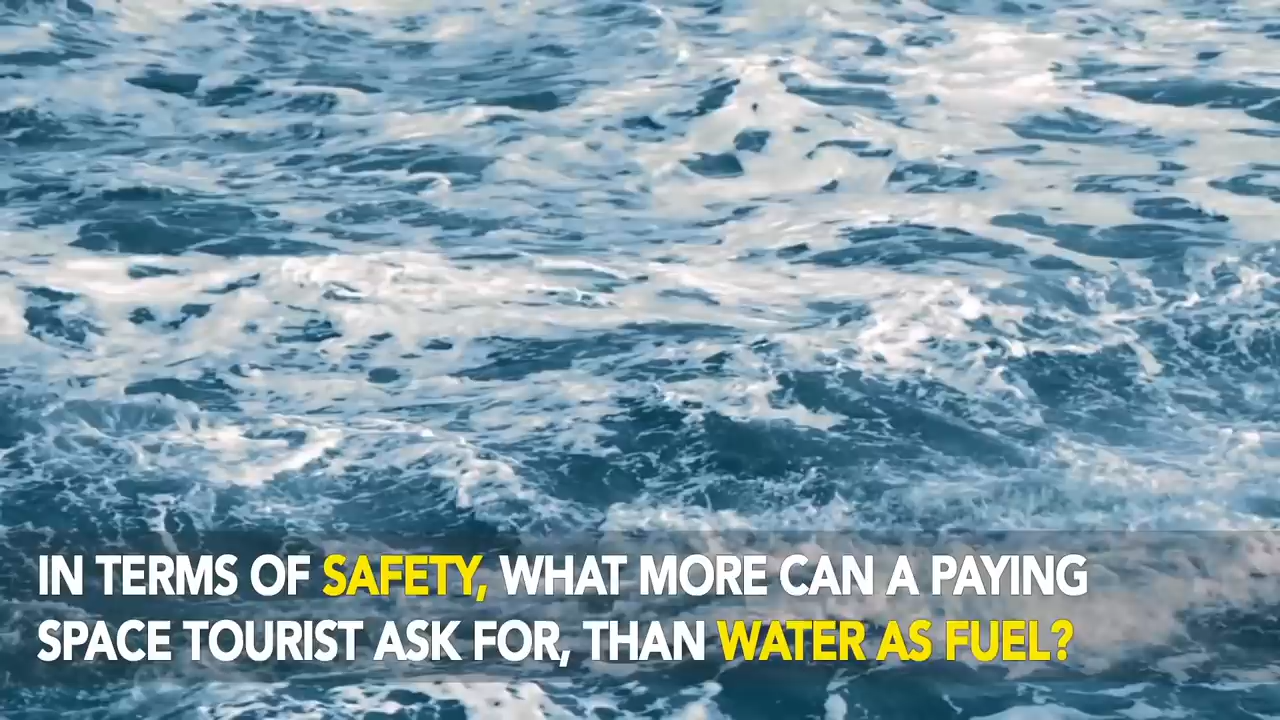 IN TERMS OF SAFETY, WHAT MORE CAN A PAYING
SPACE TOURIST ASK FOR, THAN WATER AS FUEL?